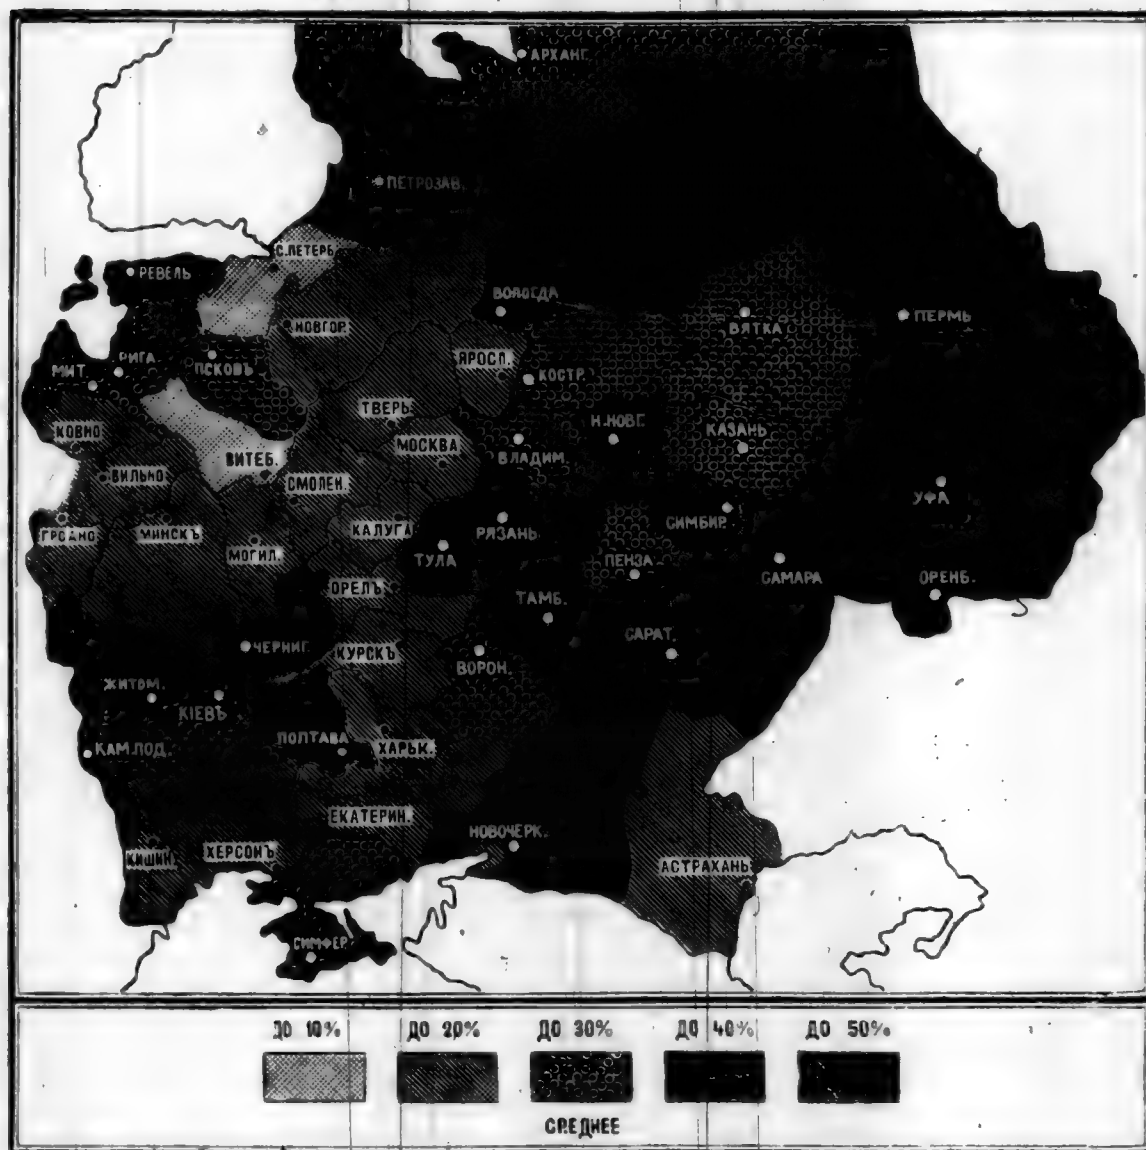 АРХАНГ.
ПЕТРОЗАВ.
С.ПЕТЕРБ.
РЕВЕЛЬ
ВОЛОГДА
НОВГОР.
ВЯТКА
ПЕРМЬ
РИГА
ПСКОВЪ
ЯРОСЛ.
МИТ.
КОСТР.
ТВЕРЬ
КОВНО
МОСКВА
Н.НОВГ.
КАЗАНЬ
ВИТЕБ.
ВЛАДИМ.
ВИЛЬНО
СМОЛЕН.
УФА
ГРОДНО
МИНСКЪ
КАЛУГА
РЯЗАНЬ
СИМБИР.
МОГИЛ.
ТУЛА
ПЕНЗА
САМАРА
ОРЕНБ.
ОРЕЛЪ
ТАМБ.
ЧЕРНИГ.
КУРСКЪ
ВОРОН.
САРАТ.
ЖИТОМ.
КІЕВЪ
КАМ.ПОД.
ПОЛТАВА
ХАРЬК.
ЕКАТЕРИН.
НОВОЧЕРК.
КИШИН.
ХЕРСОНЪ
АСТРАХАНЬ
СИМФЕР.
ДО 10% ДО 20% ДО 30% ДО 40% ДО 50%
СРЕДНЕЕ